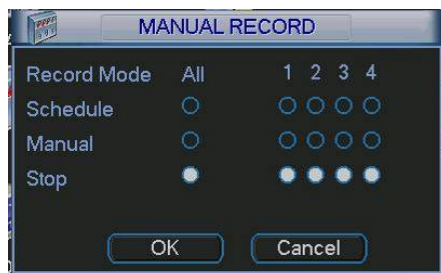 MANUAL RECORD
Record Mode All 1 2 3 4
Schedule
Manual
Stop
OK Cancel